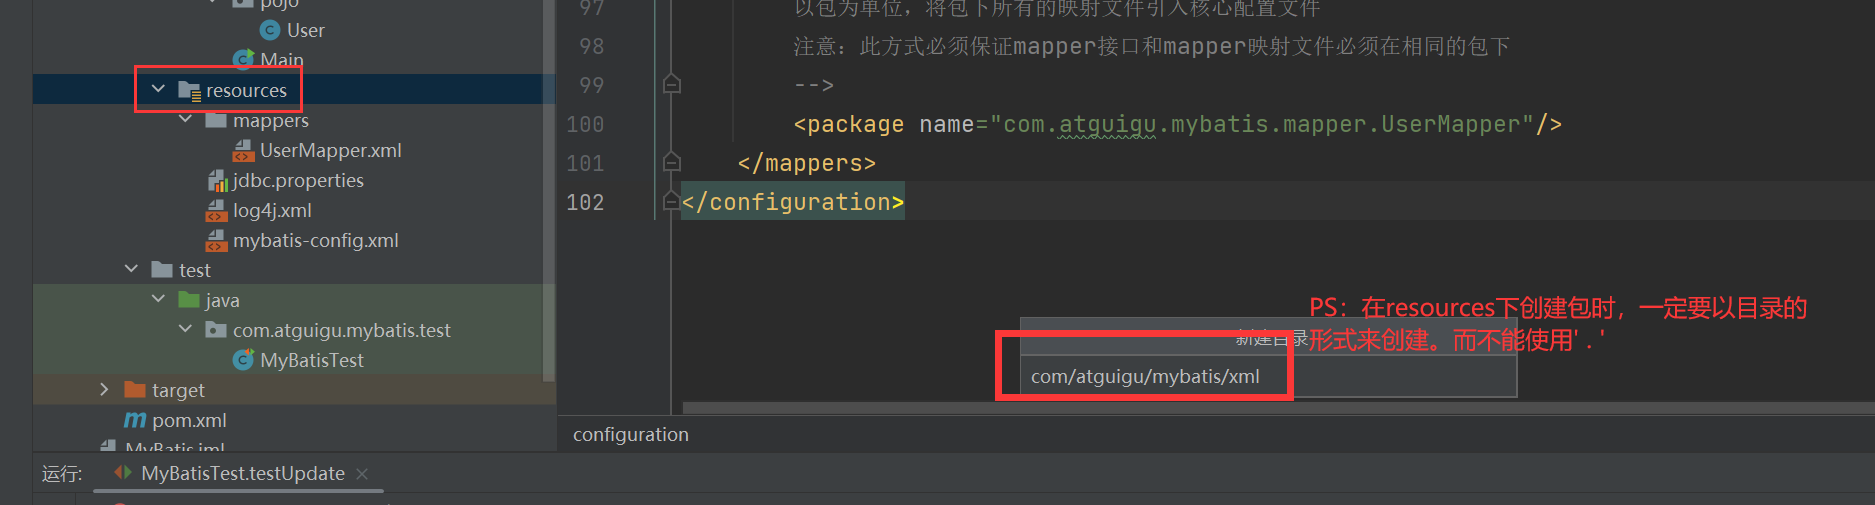 pojo
User
Main
resources
mappers
UserMapper.xml
jdbc.properties
log4j.xml
mybatis-config.xml
test
java
com.atguigu.mybatis.test
MyBatisTest
target
pom.xml
MyBatis.iml
97 以包为单位，将包下所有的映射文件引入核心配置文件
98 注意：此方式必须保证mapper接口和mapper映射文件必须在相同的包下
99 -->
100 <package name="com.atguigu.mybatis.mapper.UserMapper"/>
101 </mappers>
102 </configuration>
PS：在resources下创建包时，一定要以目录的
形式来创建。而不能使用' . '
新建目录
com/atguigu/mybatis/xml
configuration
运行: MyBatisTest.testUpdate